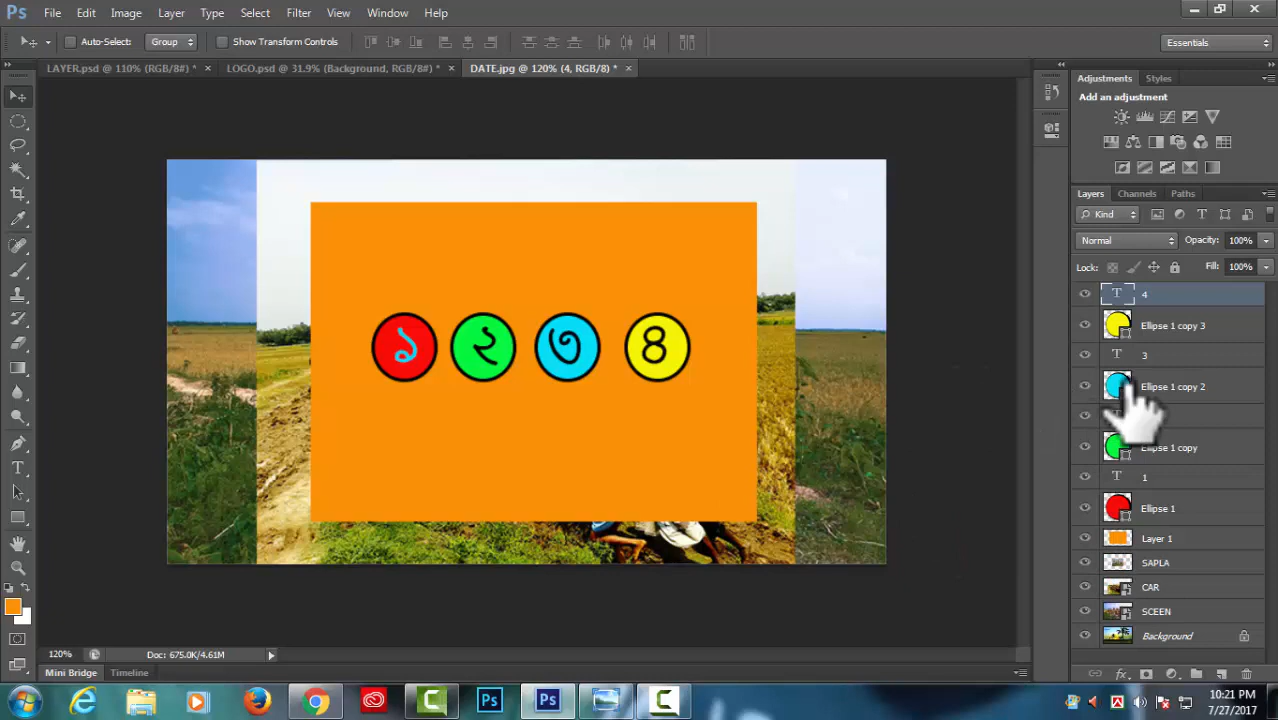 Ps File Edit Image Layer Type Select Filter View Window Help
Auto-Select: Group Show Transform Controls Essentials
LAYER.psd @ 110% (RGB/8#) * × LOGO.psd @ 31.9% (Background, RGB/8#) * × DATE.jpg @ 120% (4, RGB/8) * ×
Adjustments Styles
Add an adjustment
Layers Channels Paths
Kind
Normal Opacity: 100%
Lock: Fill: 100%
T 4
Ellipse 1 copy 3
T 3
Ellipse 1 copy 2
Ellipse 1 copy
T 1
Ellipse 1
Layer 1
SAPLA
CAR
SCEEN
Background
১ ২ ৩ 8
120% Doc: 675.0K/4.61M
Mini Bridge Timeline
Ps Ps
10:21 PM
7/27/2017